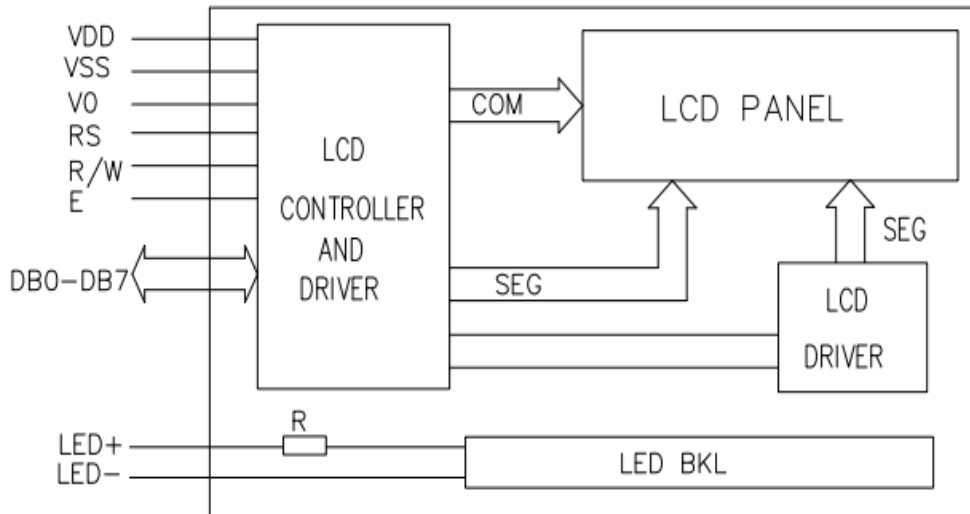 VDD
VSS
V0
RS
R/W
E
DB0-DB7
LED+
LED-
LCD
CONTROLLER
AND
DRIVER
COM
SEG
LCD PANEL
SEG
LCD
DRIVER
R
LED BKL